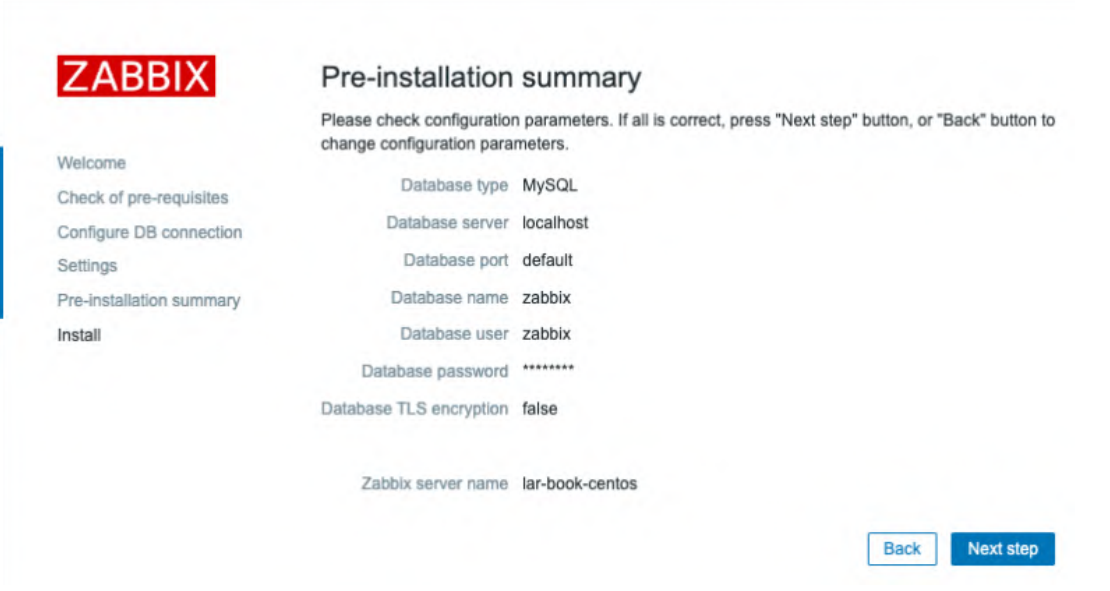 ZABBIX
Welcome
Check of pre-requisites
Configure DB connection
Settings
Pre-installation summary
Install
Pre-installation summary
Please check configuration parameters. If all is correct, press "Next step" button, or "Back" button to
change configuration parameters.
Database type MySQL
Database server localhost
Database port default
Database name zabbix
Database user zabbix
Database password ********
Database TLS encryption false
Zabbix server name lar-book-centos
Back Next step